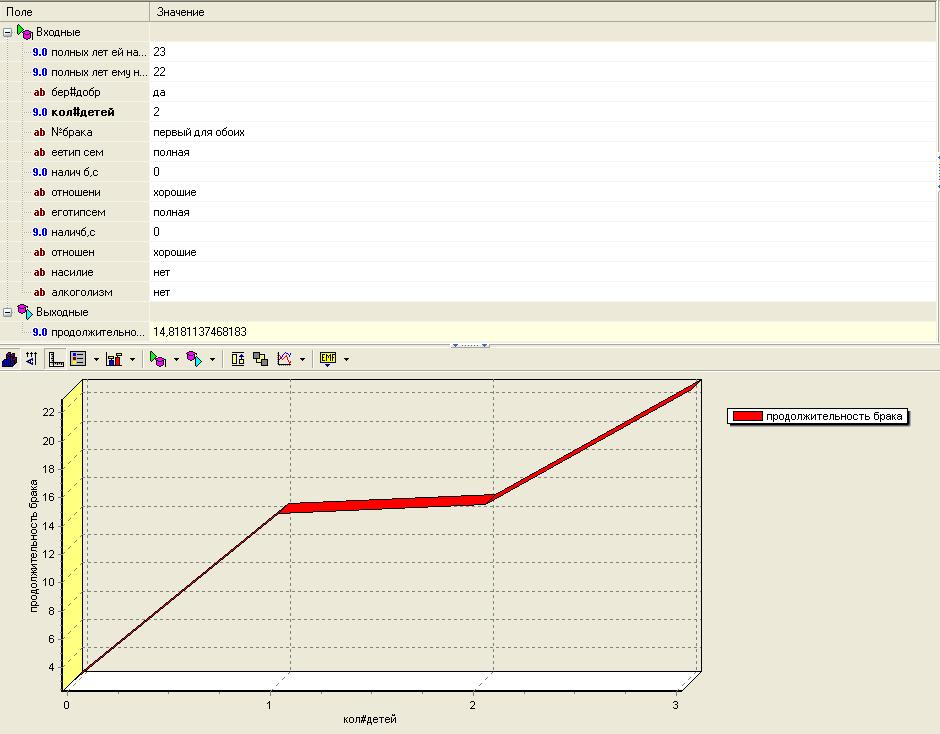 Поле Значение
Входные
9.0 полных лет ей на... 23
9.0 полных лет ему н... 22
ab бер#добр да
9.0 кол#детей 2
ab №брака первый для обоих
ab еетип сем полная
9.0 налич б,с 0
ab отношени хорошие
ab еготипсем полная
9.0 наличб,с 0
ab отношен хорошие
ab насилие нет
ab алкоголизм нет
Выходные
9.0 продолжительно... 14,8181137468183
EMF
продолжительность брака
22
20
18
16
14
12
10
8
6
4
продолжительность брака
0 1 2 3
кол#детей